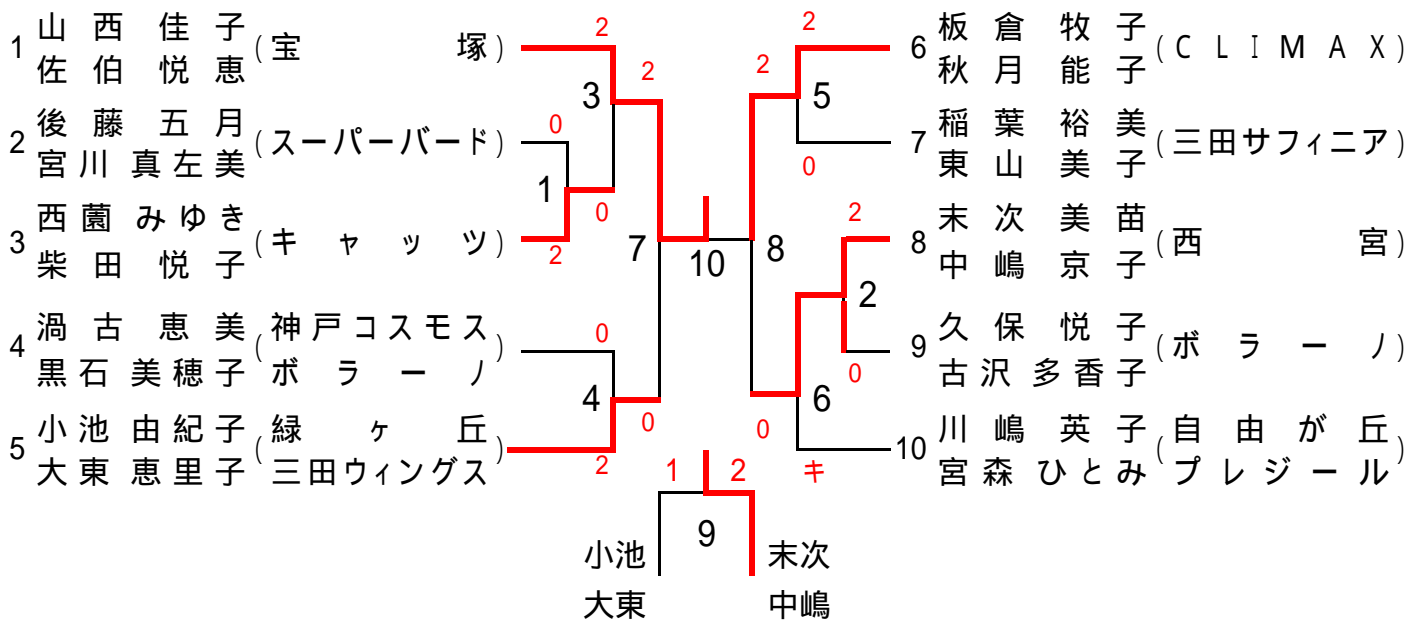 1 山西佳子 (宝塚)
佐伯悦恵
2 後藤五月 (スーパーバード)
宮川真左美
3 西薗みゆき (キャッツ)
柴田悦子
4 渦古恵美 (神戸コスモス
黒石美穂子 ボラーノ)
5 小池由紀子 (緑ヶ丘
大東恵里子 三田ウィングス)
2
2
3
0
1
0
2
7
10
0
4
0
2
2
2
5
0
8
2
2
0
6
0
キ
6 板倉牧子 (CLIMAX)
秋月能子
7 稲葉裕美 (三田サフィニア)
東山美子
8 末次美苗 (西宮)
中嶋京子
9 久保悦子 (ボラーノ)
古沢多香子
10 川嶋英子 (自由が丘
宮森ひとみ プレジール)
1 2
9
小池 末次
大東 中嶋